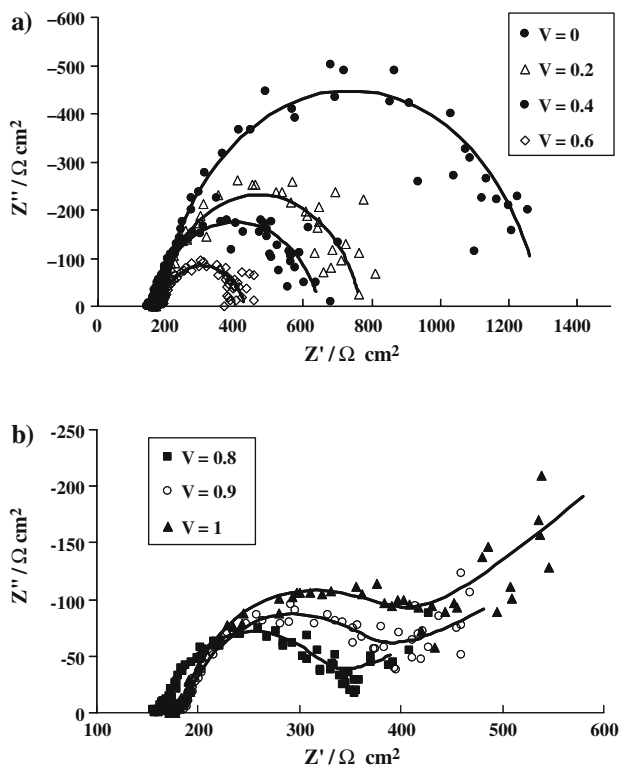 a)
-600
-500
-400
-300
-200
-100
0
Z''/Ω cm²
V = 0
V = 0.2
V = 0.4
V = 0.6
0 200 400 600 800 1000 1200 1400
Z'/Ω cm²
b)
-250
-200
-150
-100
-50
0
Z''/Ω cm²
V = 0.8
V = 0.9
V = 1
100 200 300 400 500 600
Z'/Ω cm²